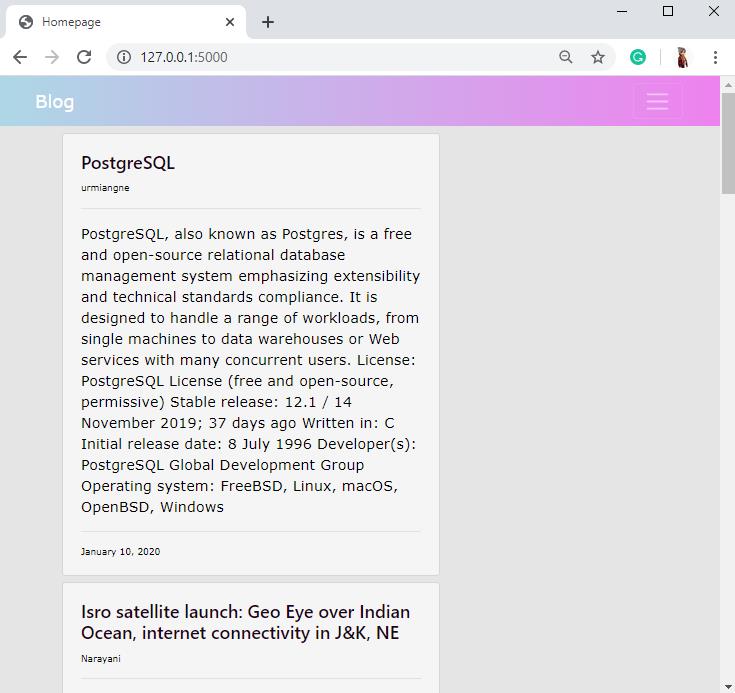 Homepage
127.0.0.1:5000
Blog
PostgreSQL
urmiangne
PostgreSQL, also known as Postgres, is a free
and open-source relational database
management system emphasizing extensibility
and technical standards compliance. It is
designed to handle a range of workloads, from
single machines to data warehouses or Web
services with many concurrent users. License:
PostgreSQL License (free and open-source,
permissive) Stable release: 12.1 / 14
November 2019; 37 days ago Written in: C
Initial release date: 8 July 1996 Developer(s):
PostgreSQL Global Development Group
Operating system: FreeBSD, Linux, macOS,
OpenBSD, Windows
January 10, 2020
Isro satellite launch: Geo Eye over Indian
Ocean, internet connectivity in J&K, NE
Narayani